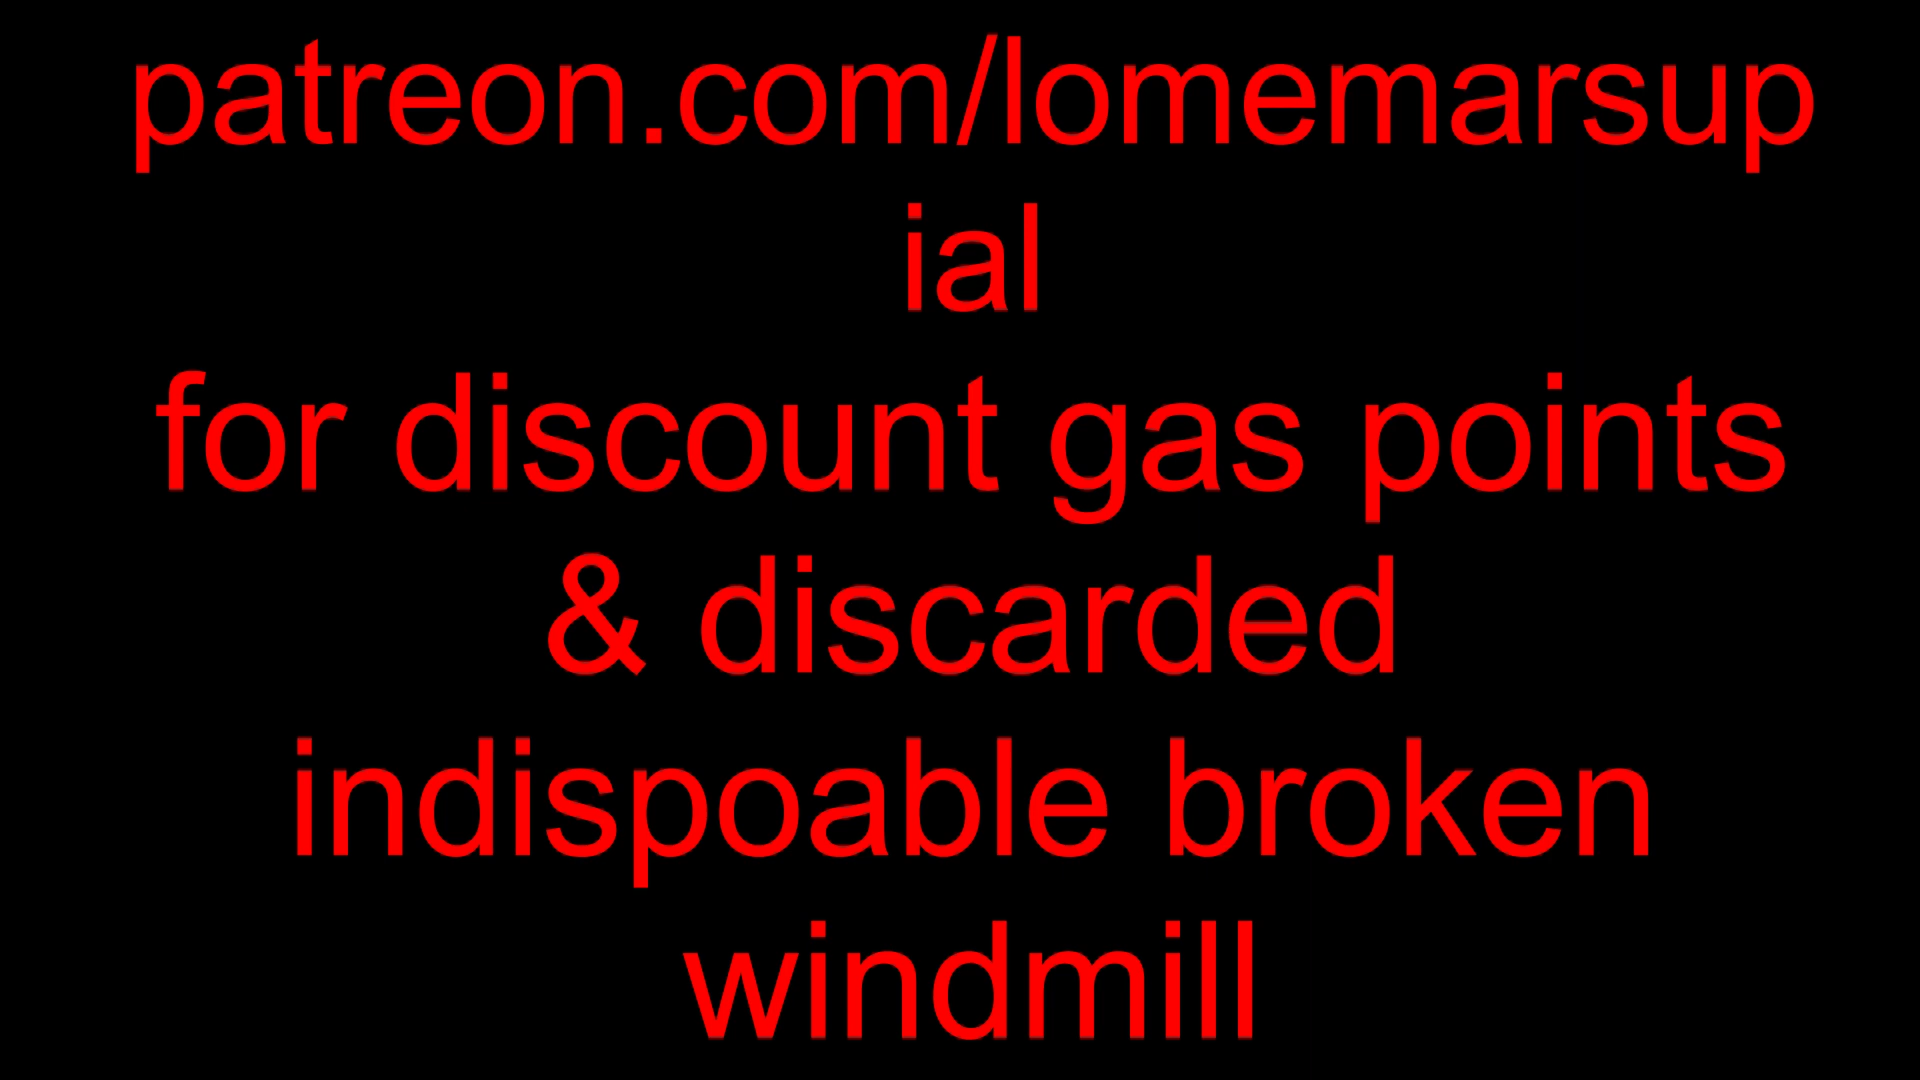 patreon.com/lomemarsup
ial
for discount gas points
& discarded
indispoable broken
windmill